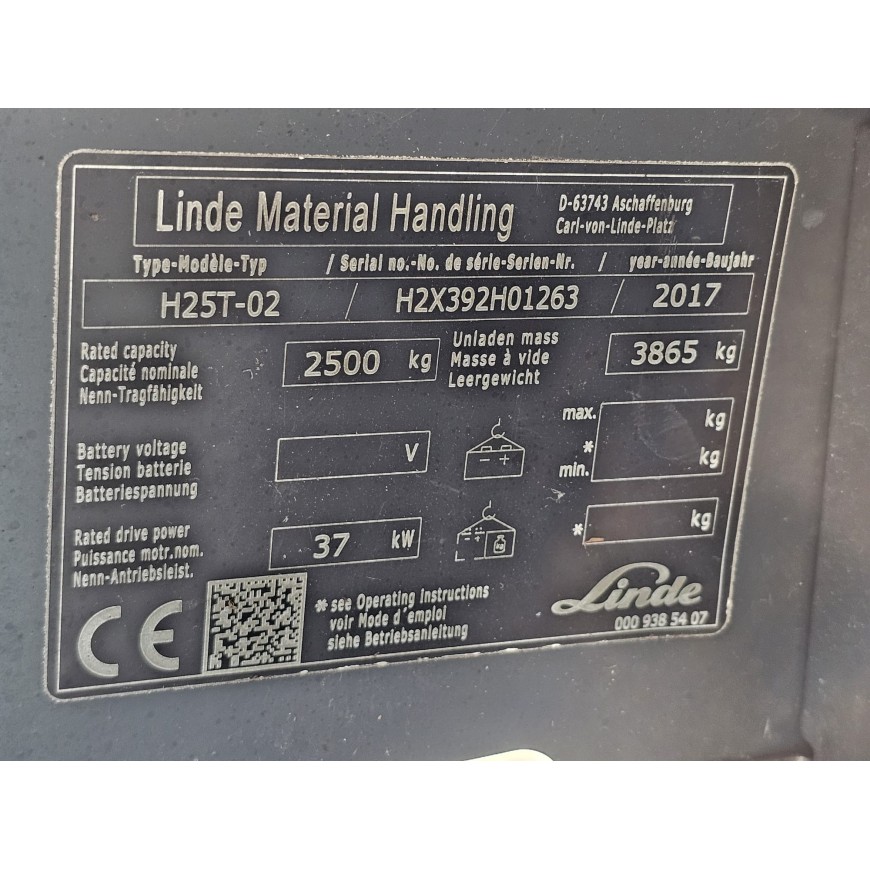 Linde Material Handling
D-63743 Aschaffenburg
Carl-von-Linde-Platz
Type-Modèle-Typ / Serial no.-No. de série-Serien-Nr. / year-année-Baujahr
H25T-02 / H2X392H01263 / 2017
Rated capacity
Capacité nominale
Nenn-Tragfähigkeit
2500 kg
Unladen mass
Masse à vide
Leergewicht
3865 kg
Battery voltage
Tension batterie
Batteriespannung
V
- +
max. kg
*
min. kg
Rated drive power
Puissance motr.nom.
Nenn-Antriebsleist.
37 kW
kg
* kg
CE
* see Operating Instructions
voir Mode d'emploi
siehe Betriebsanleitung
Linde
000 938 54 07